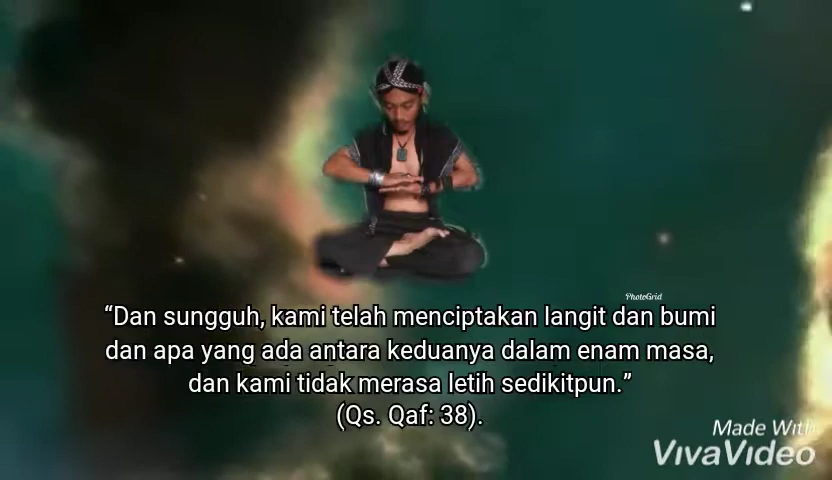 PhotoGrid
“Dan sungguh, kami telah menciptakan langit dan bumi
dan apa yang ada antara keduanya dalam enam masa,
dan kami tidak merasa letih sedikitpun.”
(Qs. Qaf: 38).
Made With
VivaVideo